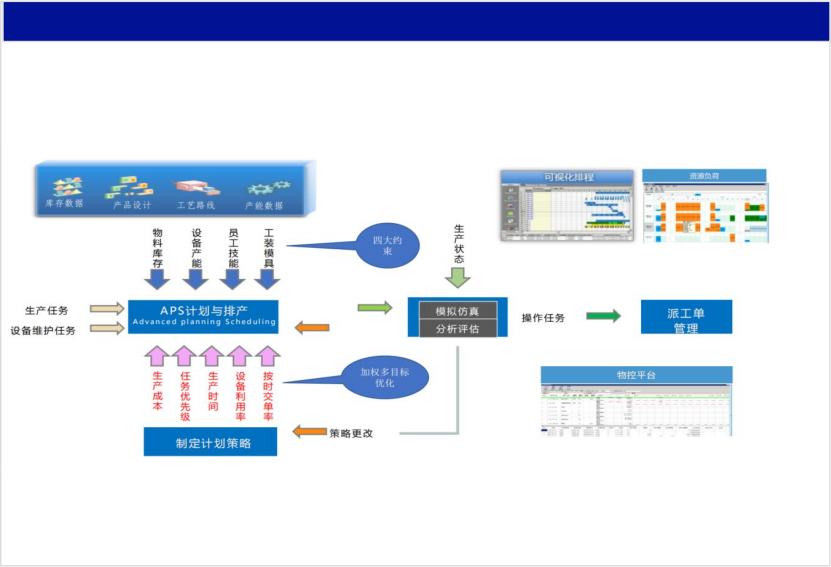 可视化排程
资源负荷
库存数据
产品设计
工艺路线
产能数据
物料库存
设备产能
员工技能
工装模具
四大约
束
生产状态
生产任务
设备维护任务
APS计划与排产
Advanced planning Scheduling
模拟仿真
分析评估
操作任务
派工单
管理
生产成本
任务优先级
生产时间
设备利用率
按时交单率
加权多目标
优化
物控平台
制定计划策略
策略更改